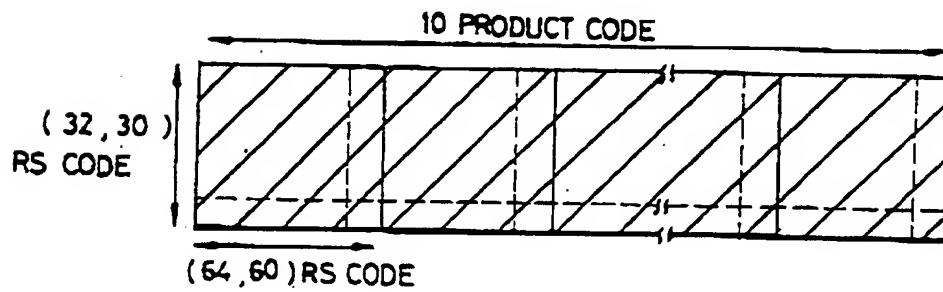 10 PRODUCT CODE
( 32,30 )
RS CODE
(64,60) RS CODE